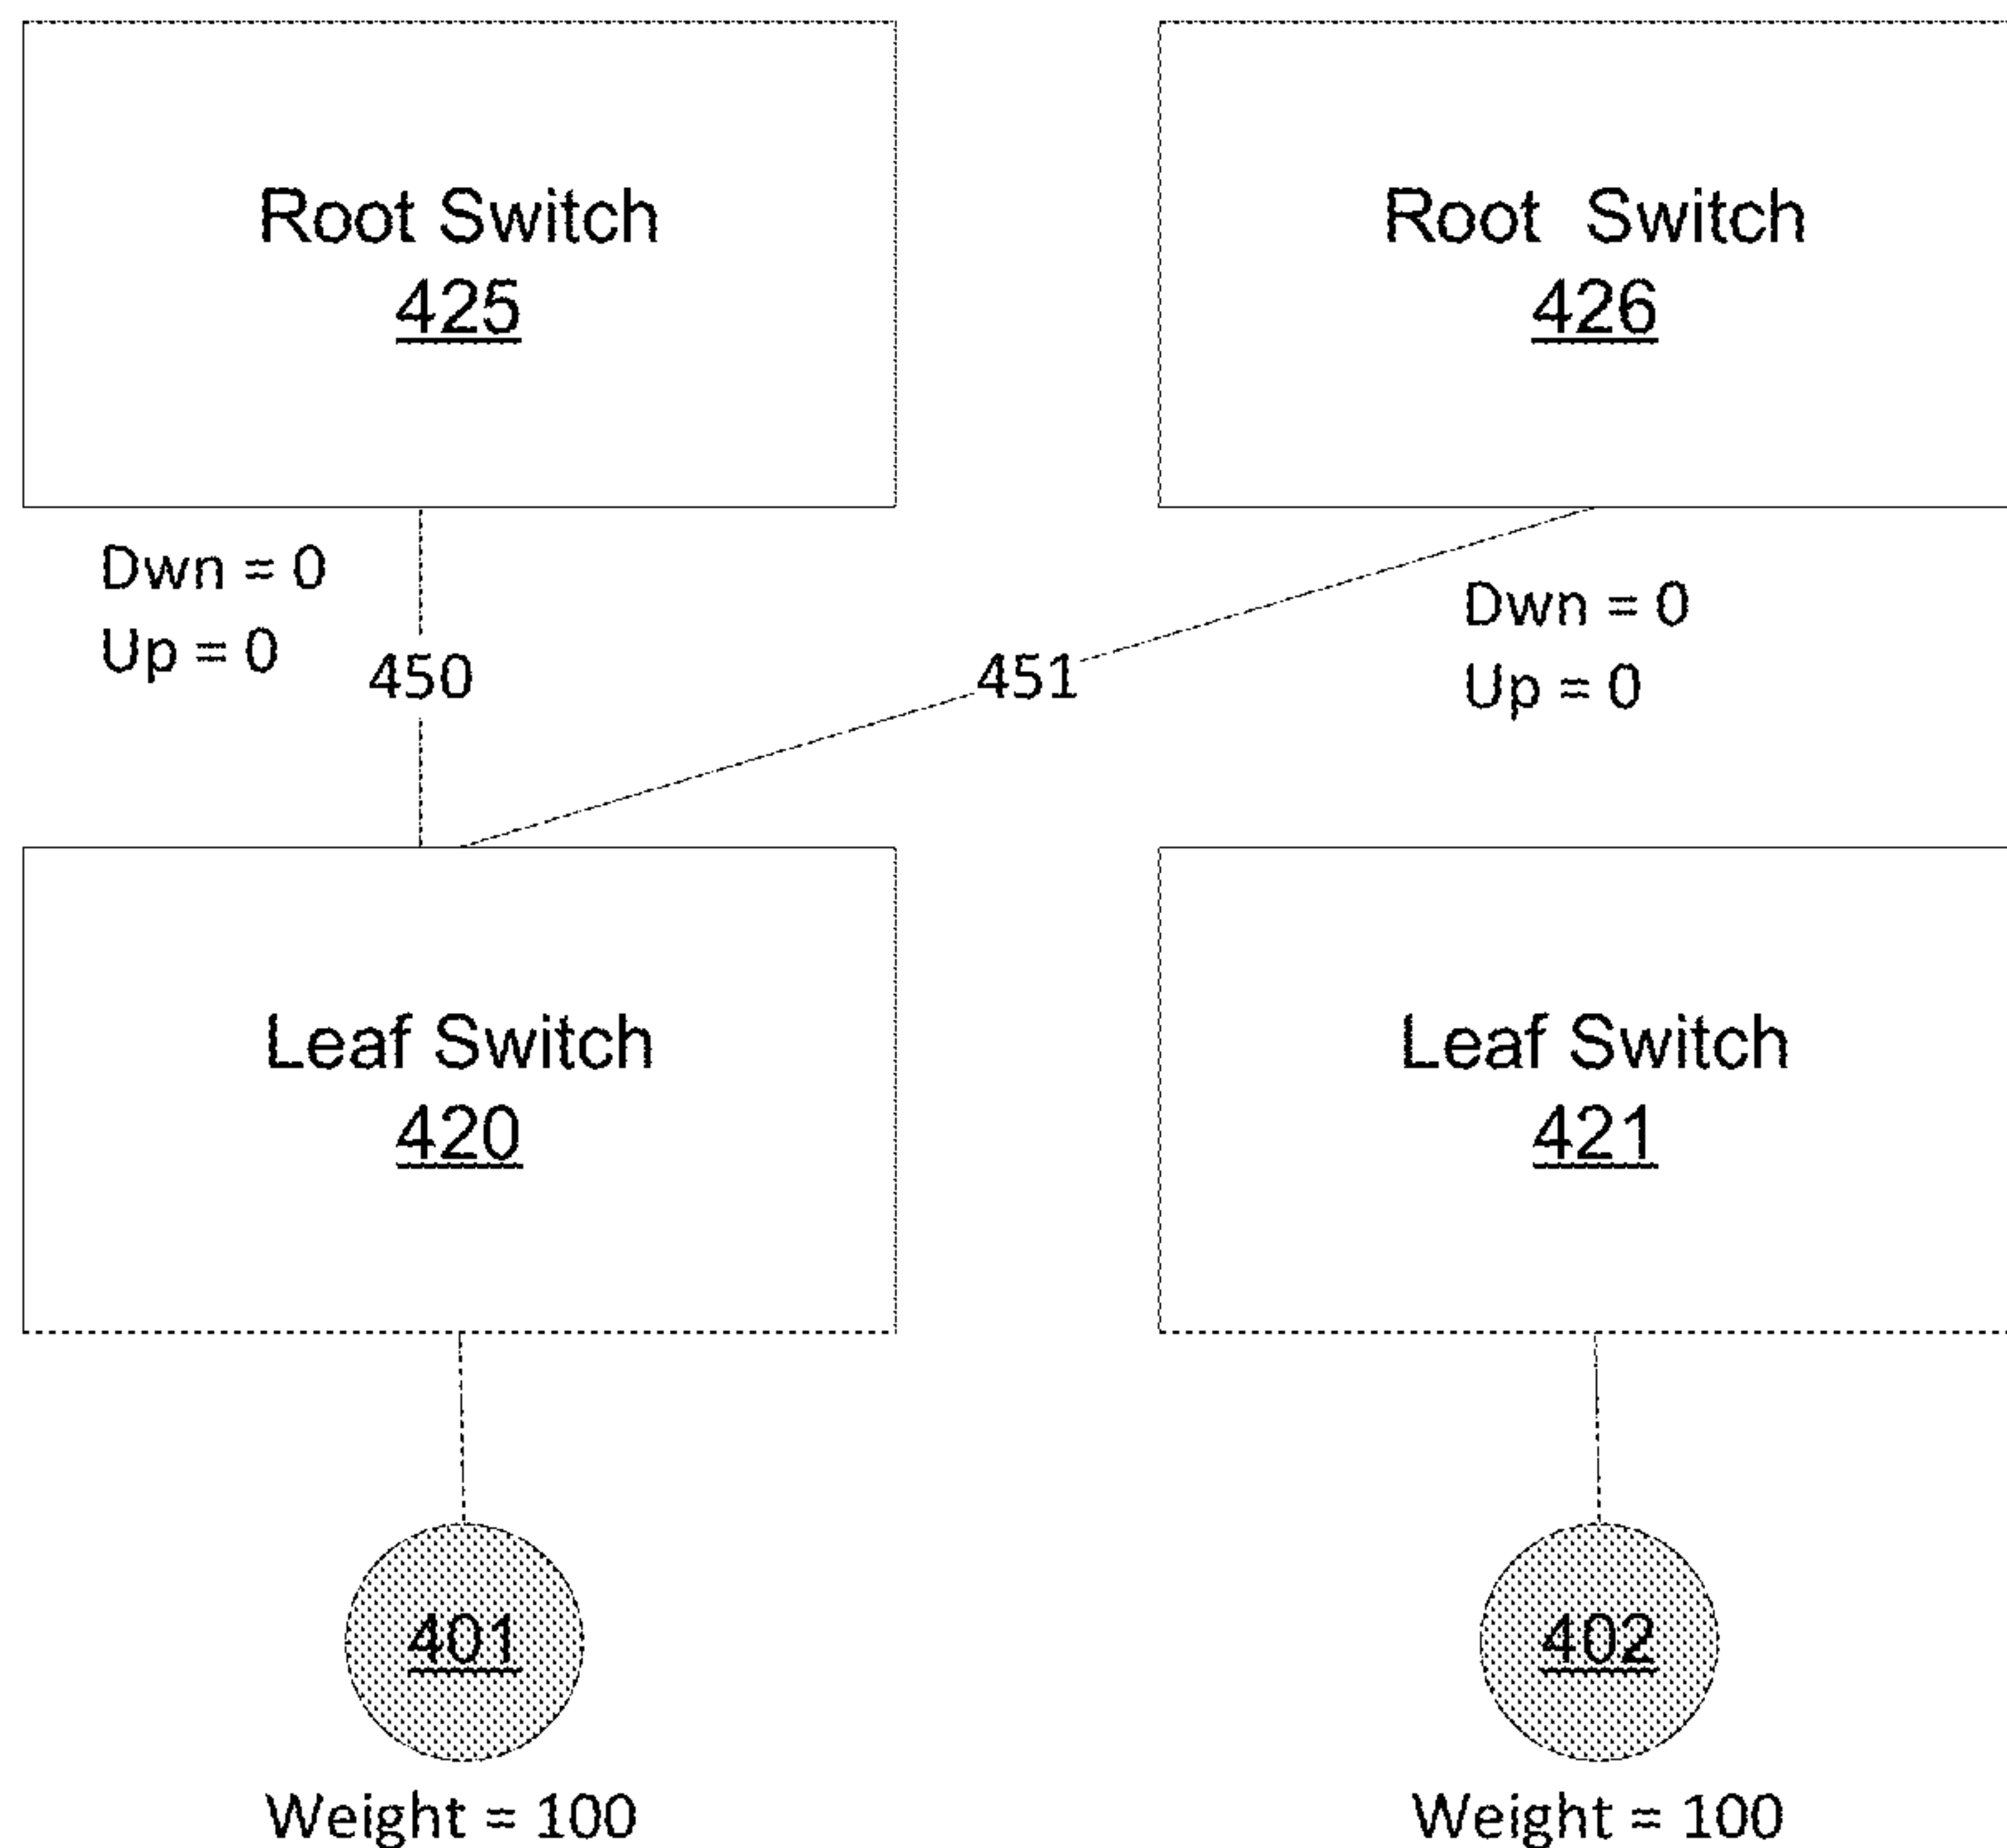 Root Switch
425
Root Switch
426
Dwn = 0
Up = 0
450
451
Dwn = 0
Up = 0
Leaf Switch
420
Leaf Switch
421
401
402
Weight = 100
Weight = 100